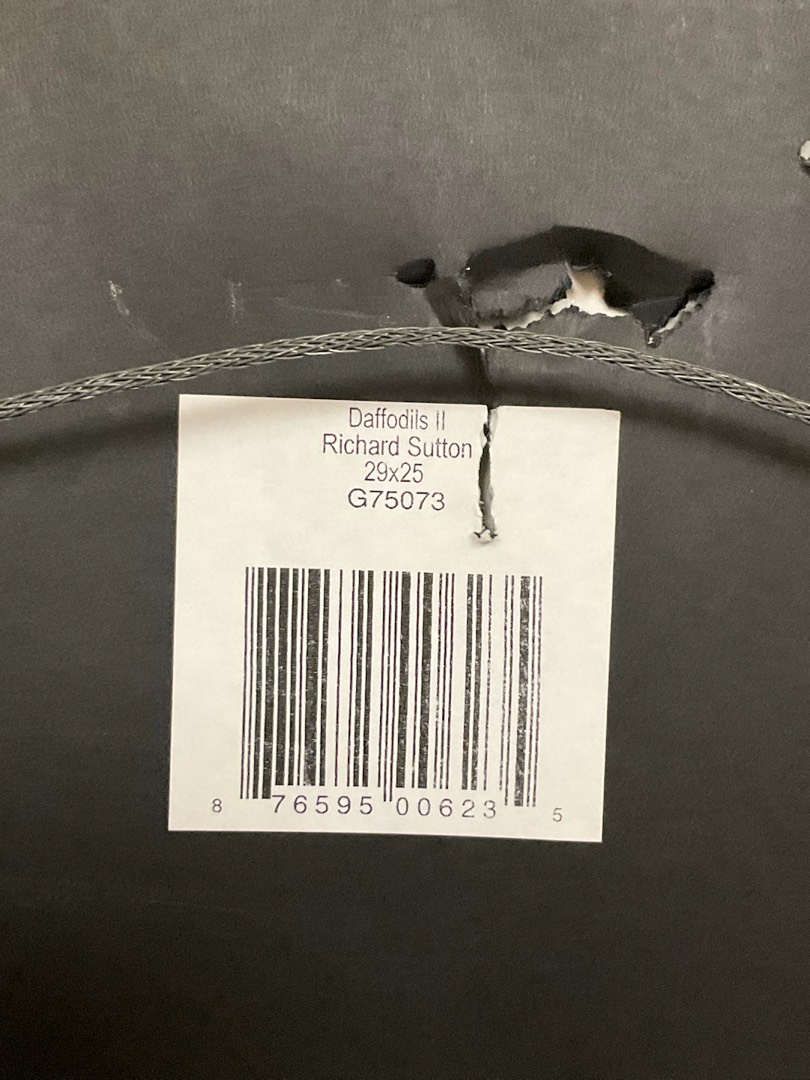 Daffodils II
Richard Sutton
29x25
G75073
8 76595 00623 5